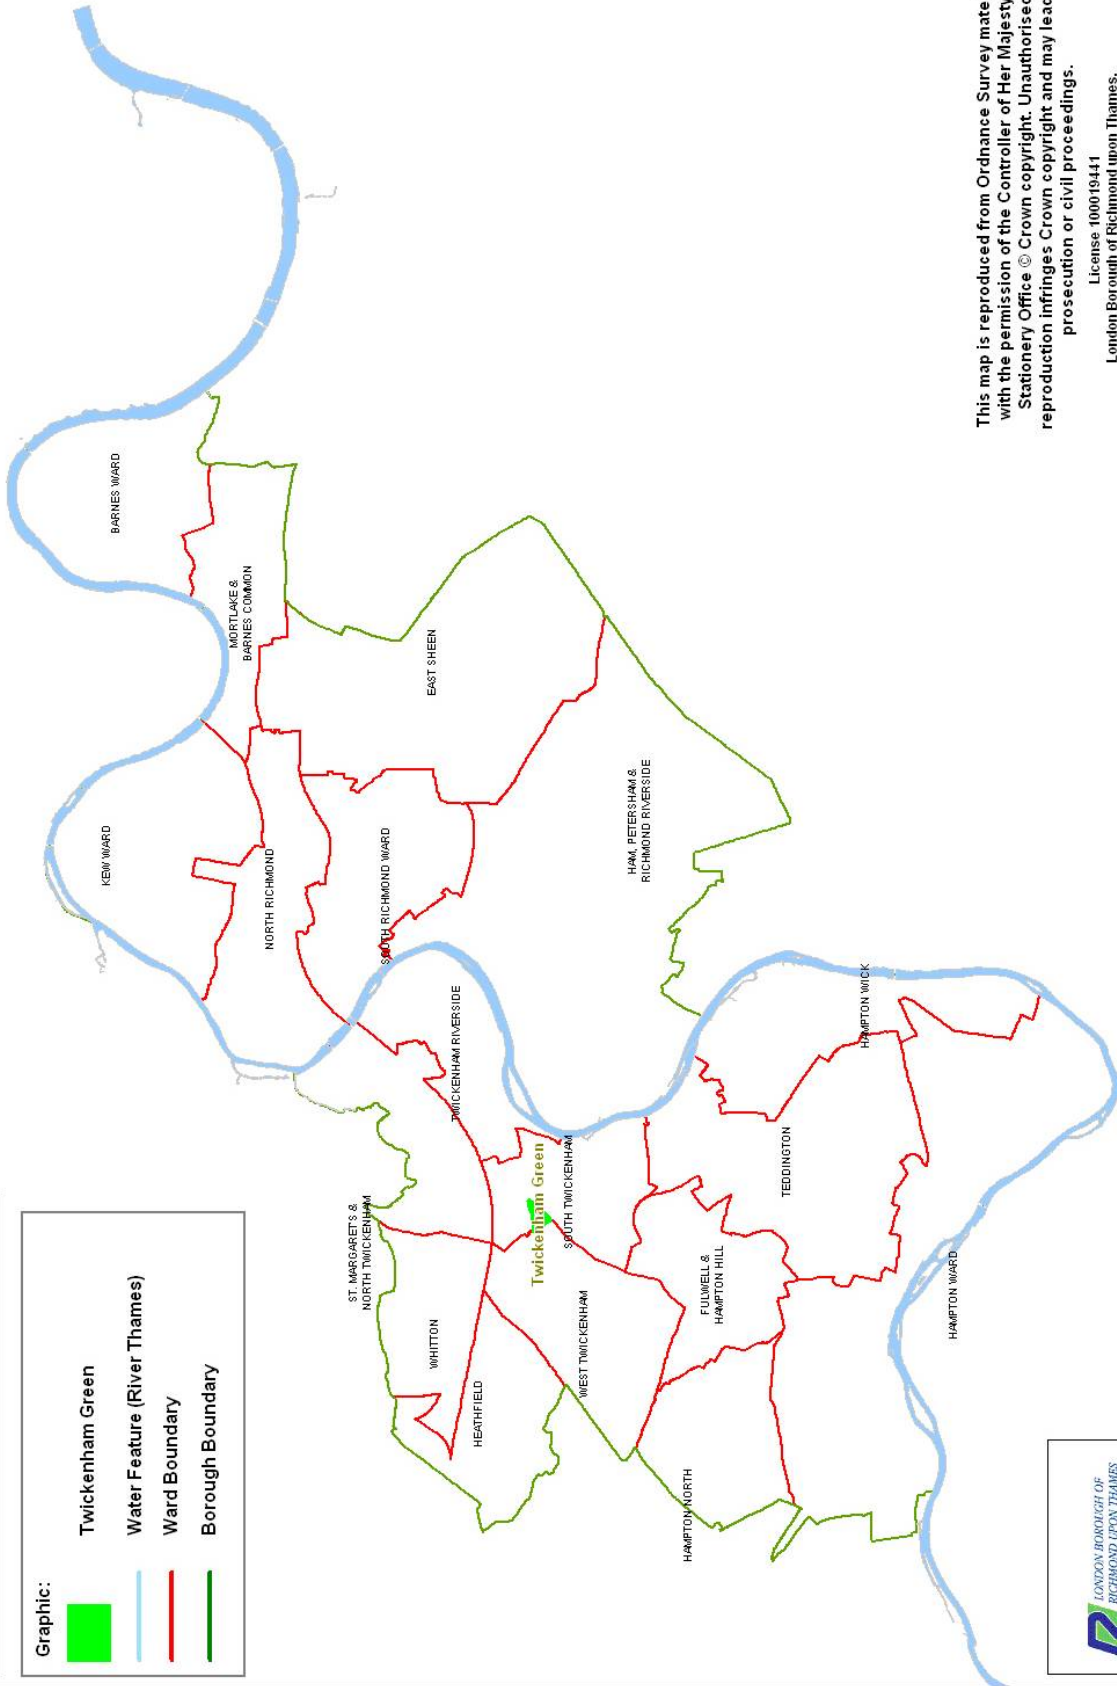 Graphic:
Twickenham Green
Water Feature (River Thames)
Ward Boundary
Borough Boundary
BARNES WARD
MORTLAKE &
BARNES COMMON
KEW WARD
EAST SHEEN
NORTH RICHMOND
SOUTH RICHMOND WARD
HAM, PETERSHAM &
RICHMOND RIVERSIDE
TWICKENHAM RIVERSIDE
ST. MARGARET'S &
NORTH TWICKENHAM
WHITTON
HEATHFIELD
Twickenham Green
SOUTH TWICKENHAM
WEST TWICKENHAM
FULWELL &
HAMPTON HILL
TEDDINGTON
HAMPTON WICK
HAMPTON NORTH
HAMPTON WARD
This map is reproduced from Ordnance Survey mate
with the permission of the Controller of Her Majesty
Stationery Office © Crown copyright. Unauthorised
reproduction infringes Crown copyright and may lead
prosecution or civil proceedings.
License 100019441
London Borough of Richmond upon Thames.
LONDON BOROUGH OF
RICHMOND UPON THAMES